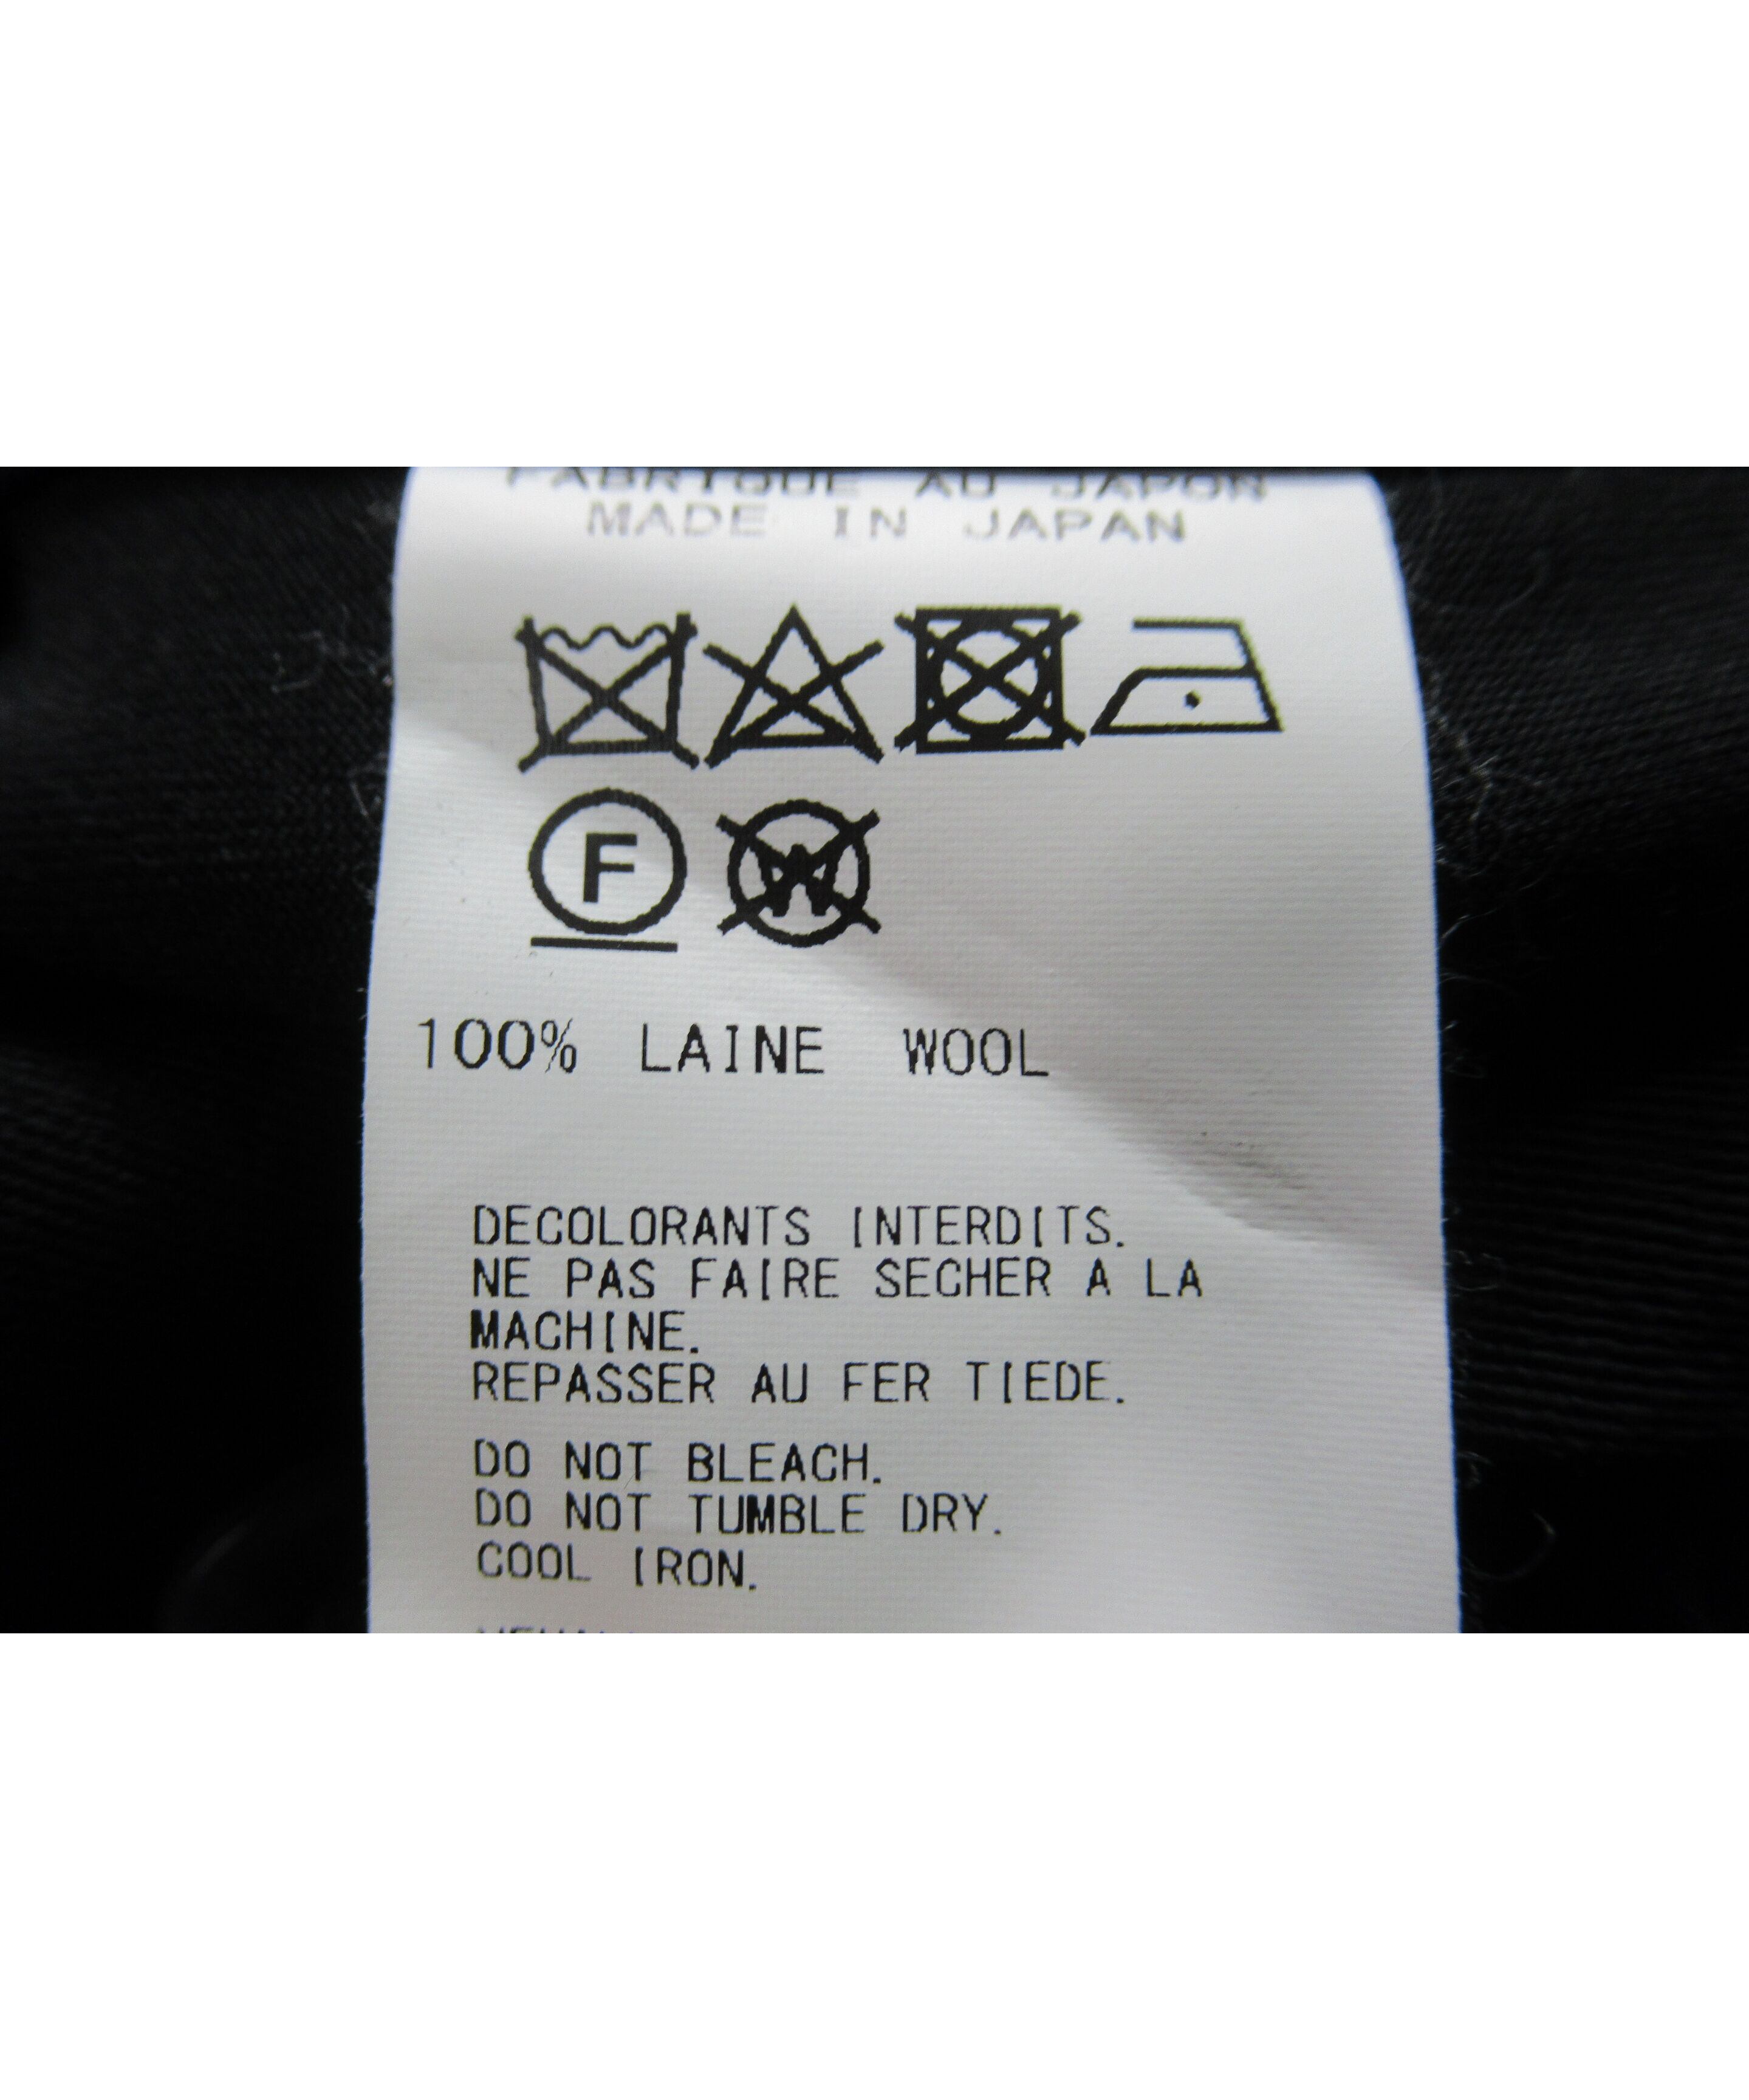 FABRIQUE AU JAPON
MADE IN JAPAN
F W
100% LAINE WOOL
DECOLORANTS INTERDITS.
NE PAS FAIRE SECHER A LA
MACHINE.
REPASSER AU FER TIEDE.
DO NOT BLEACH.
DO NOT TUMBLE DRY.
COOL IRON.